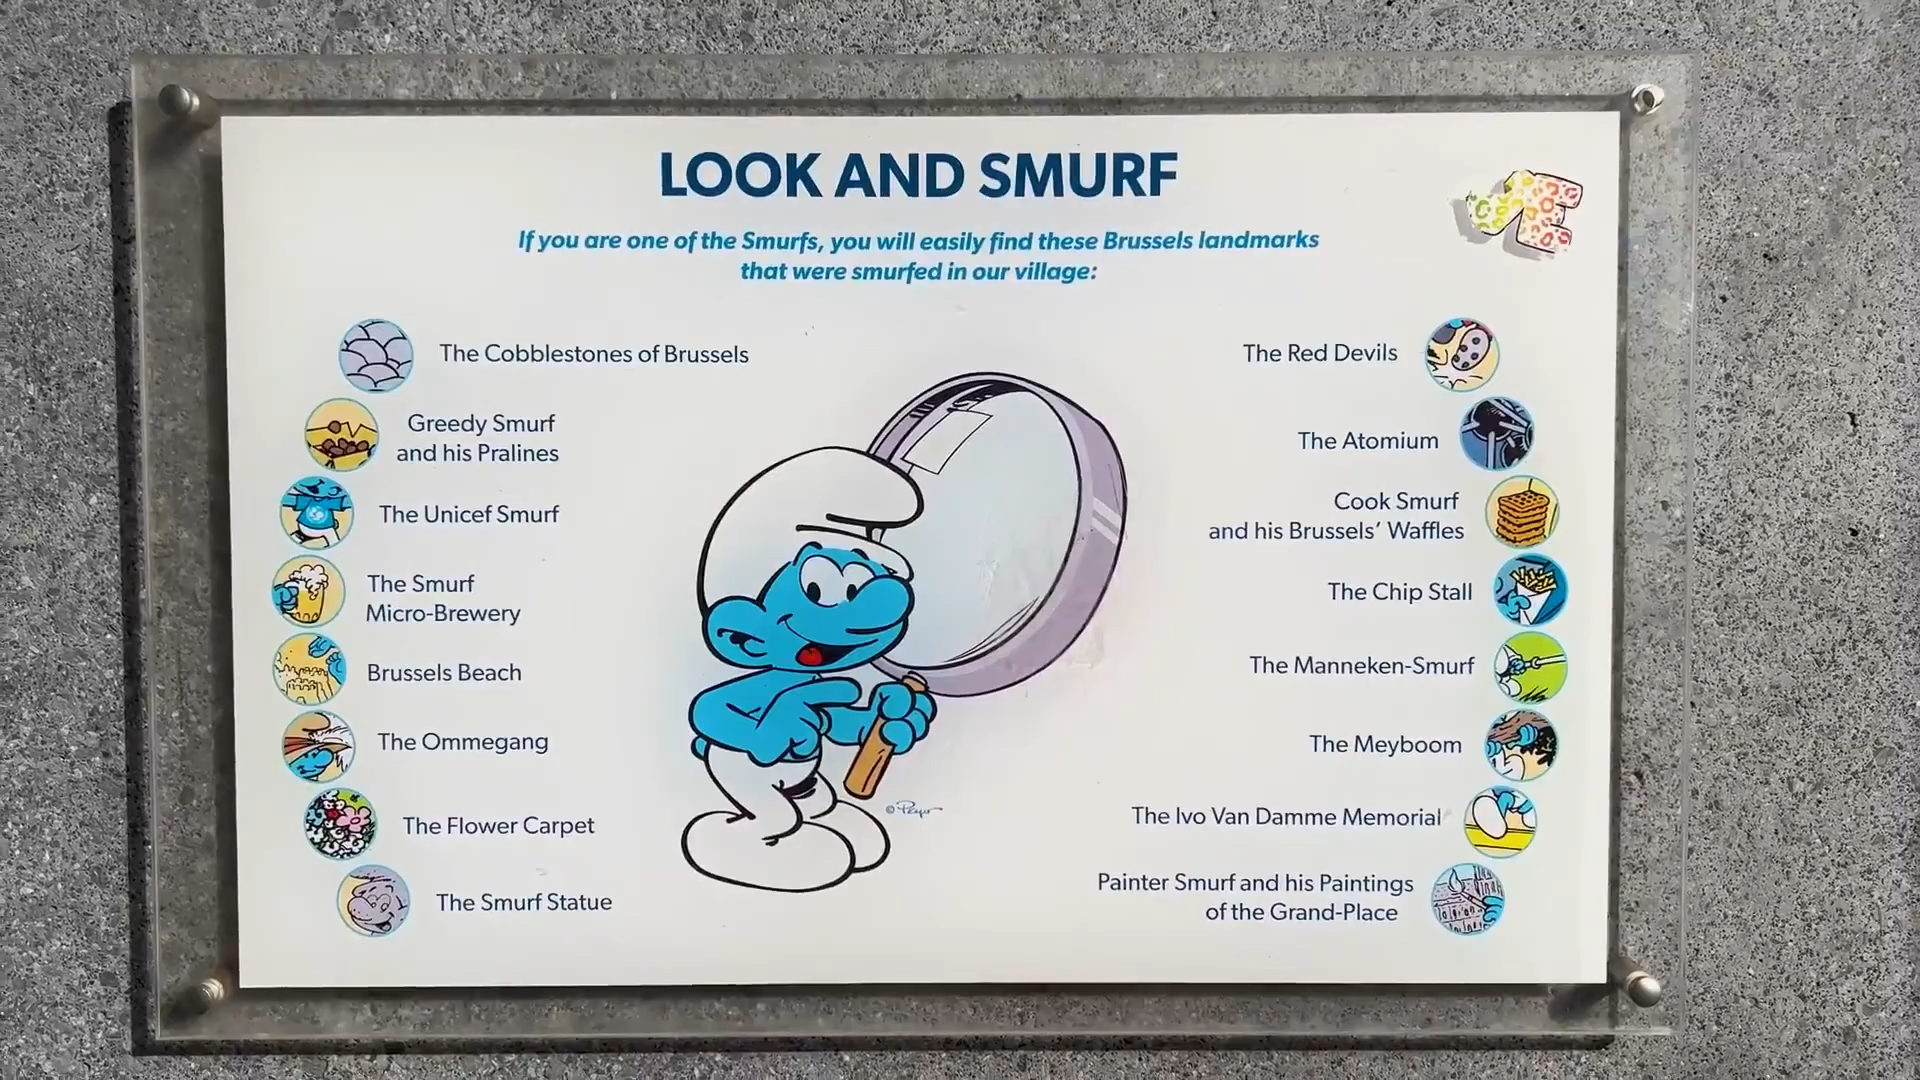 LOOK AND SMURF
If you are one of the Smurfs, you will easily find these Brussels landmarks
that were smurfed in our village:
The Cobblestones of Brussels
Greedy Smurf
and his Pralines
The Unicef Smurf
The Smurf
Micro-Brewery
Brussels Beach
The Ommegang
The Flower Carpet
The Smurf Statue
© Peyo
The Red Devils
The Atomium
Cook Smurf
and his Brussels’ Waffles
The Chip Stall
The Manneken-Smurf
The Meyboom
The Ivo Van Damme Memorial
Painter Smurf and his Paintings
of the Grand-Place